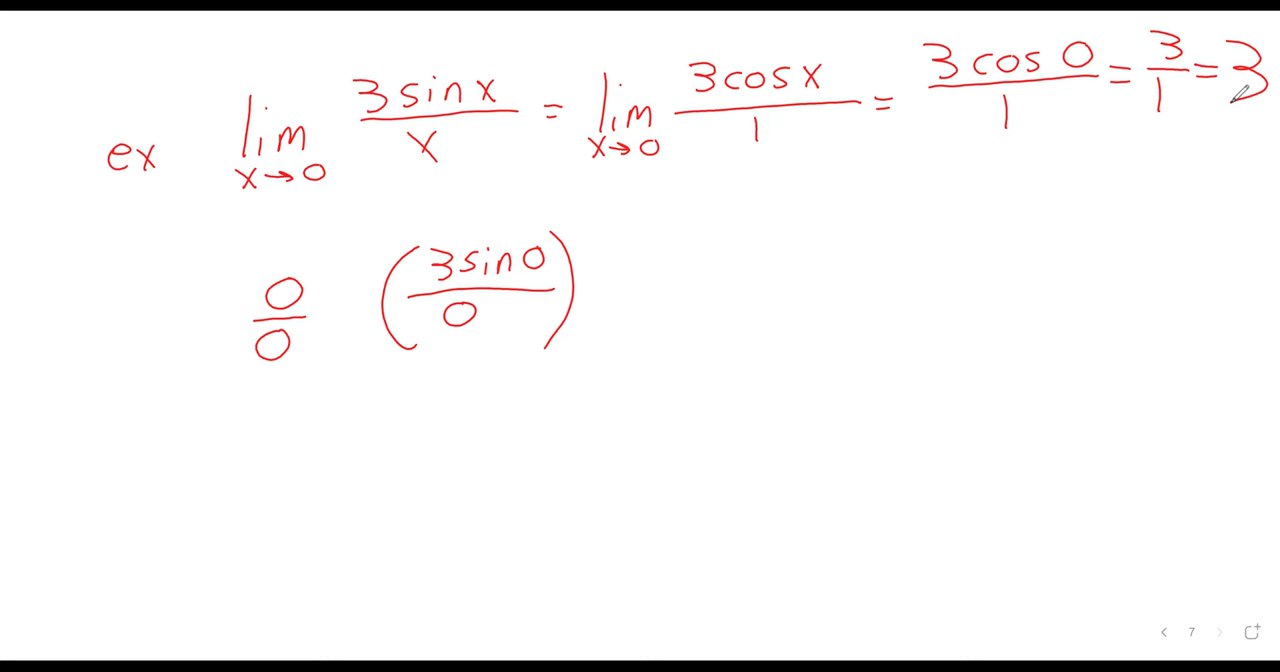 ex lim x→0 3sinx/x = lim x→0 3cosx/1 = 3cos0/1 = 3/1 = 3
0/0 (3sin0/0)
< 7 >